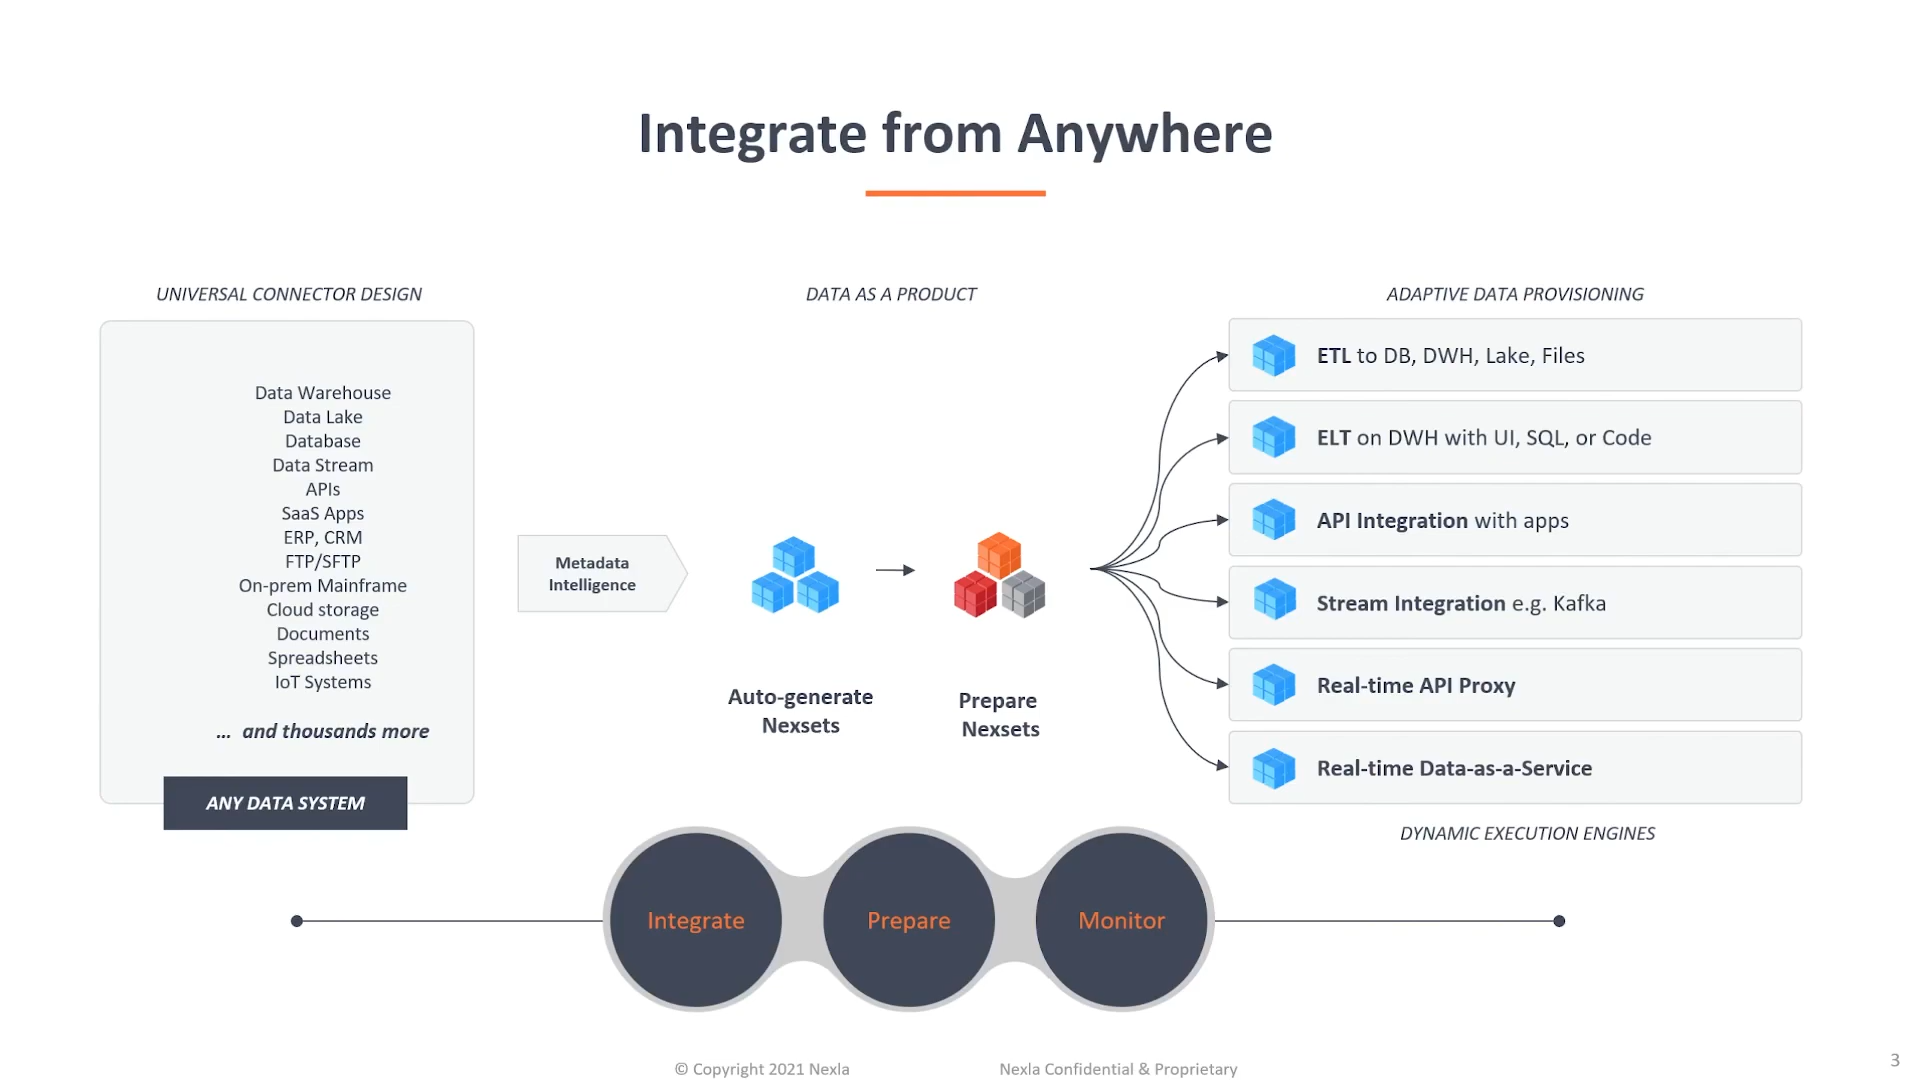 Integrate from Anywhere
UNIVERSAL CONNECTOR DESIGN
Data Warehouse
Data Lake
Database
Data Stream
APIs
SaaS Apps
ERP, CRM
FTP/SFTP
On-prem Mainframe
Cloud storage
Documents
Spreadsheets
IoT Systems
... and thousands more
ANY DATA SYSTEM
Metadata
Intelligence
DATA AS A PRODUCT
Auto-generate
Nexsets
Prepare
Nexsets
ADAPTIVE DATA PROVISIONING
ETL to DB, DWH, Lake, Files
ELT on DWH with UI, SQL, or Code
API Integration with apps
Stream Integration e.g. Kafka
Real-time API Proxy
Real-time Data-as-a-Service
DYNAMIC EXECUTION ENGINES
Integrate
Prepare
Monitor
© Copyright 2021 Nexla
Nexla Confidential & Proprietary
3